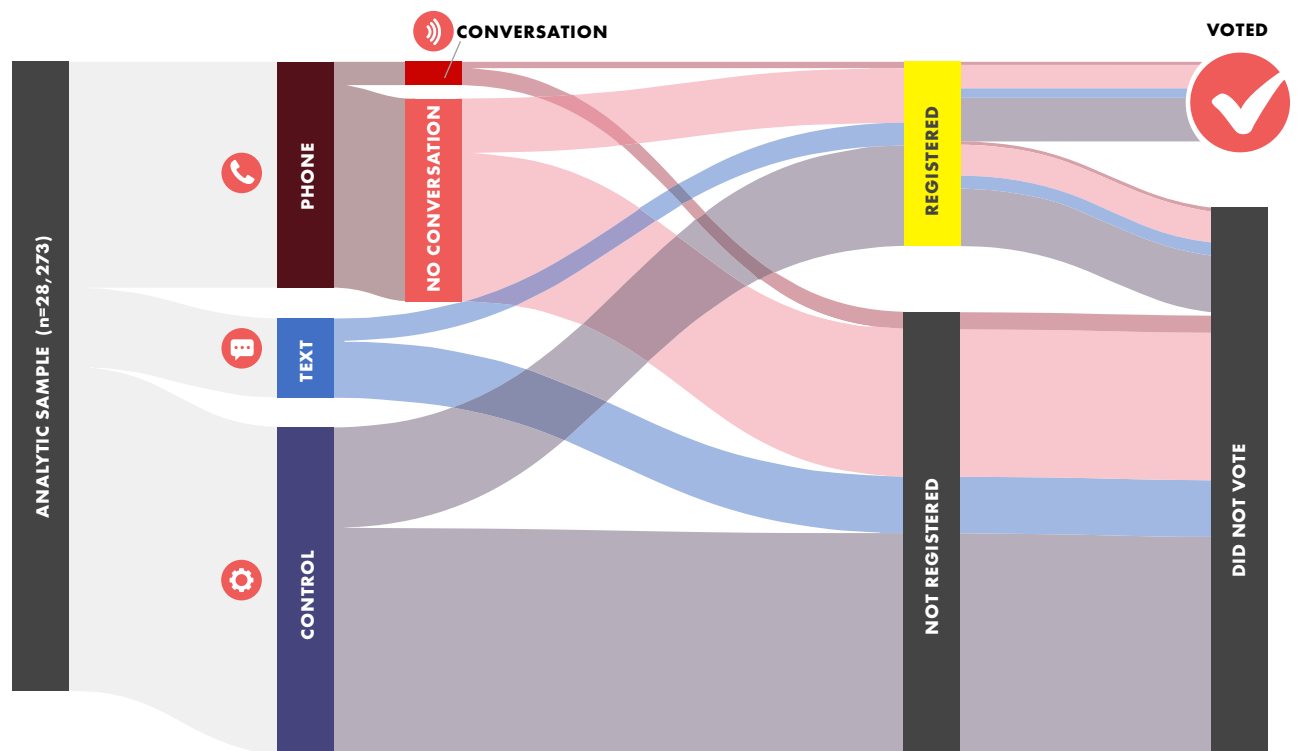 CONVERSATION
VOTED
ANALYTIC SAMPLE (n=28,273)
PHONE
NO CONVERSATION
REGISTERED
TEXT
CONTROL
NOT REGISTERED
DID NOT VOTE